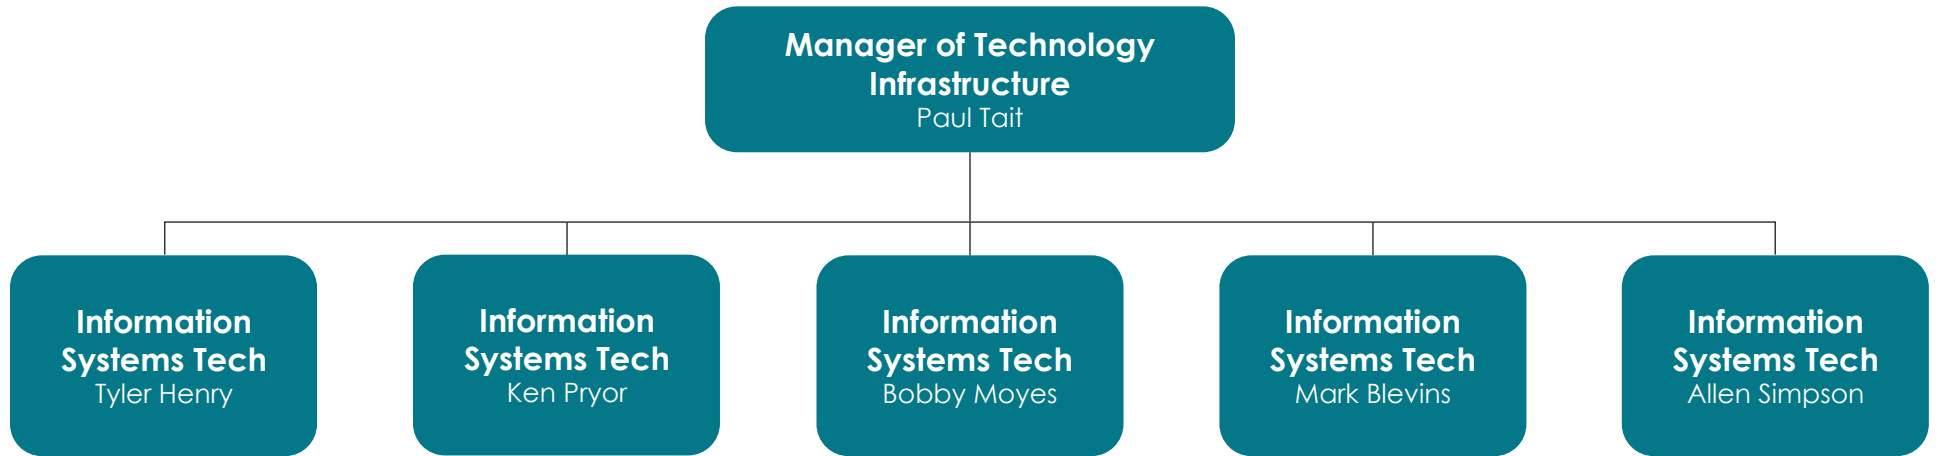 Manager of Technology
Infrastructure
Paul Tait
Information
Systems Tech
Tyler Henry
Information
Systems Tech
Ken Pryor
Information
Systems Tech
Bobby Moyes
Information
Systems Tech
Mark Blevins
Information
Systems Tech
Allen Simpson